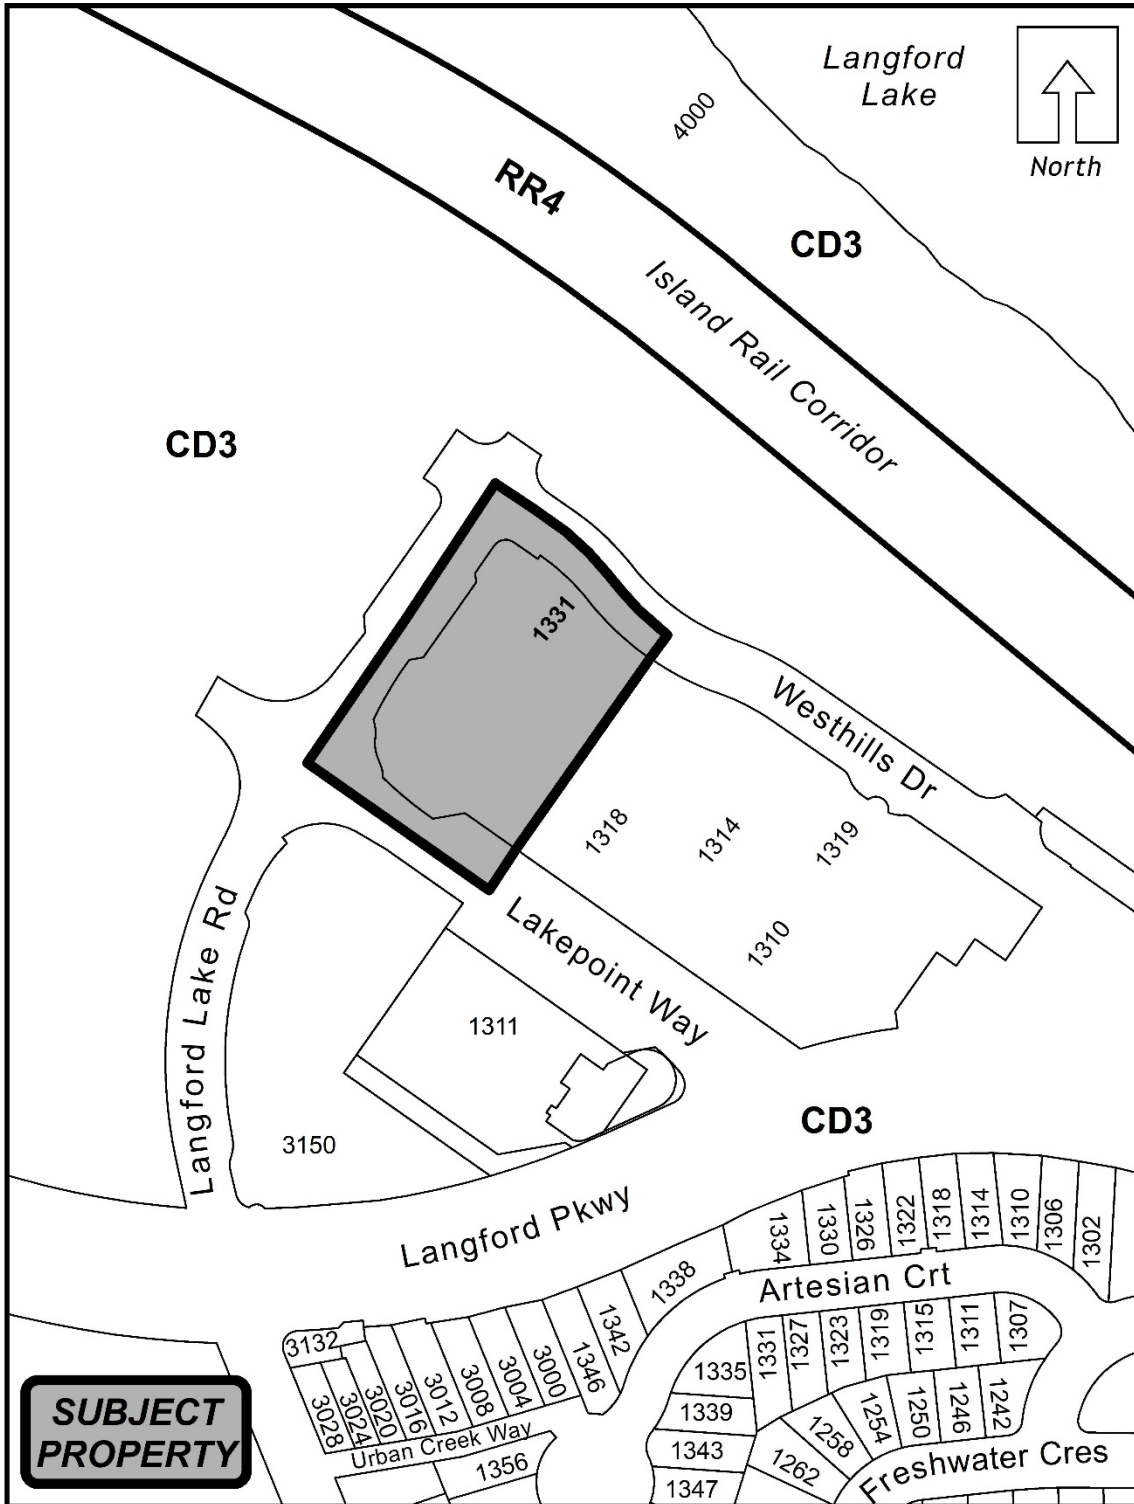 Langford
Lake
North
4000
RR4
CD3
Island Rail Corridor
CD3
1331
Westhills Dr
1318
1314
1319
1310
Lakepoint Way
Langford Lake Rd
1311
3150
CD3
Langford Pkwy
1334
1330
1326
1322
1318
1314
1310
1306
1302
1338
Artesian Crt
1342
1346
3000
3004
3008
3012
3016
3020
3024
3028
3132
1331
1327
1323
1319
1315
1311
1307
1335
1339
1343
1347
1262
1258
1254
1250
1246
1242
Urban Creek Way
1356
Freshwater Cres
SUBJECT
PROPERTY